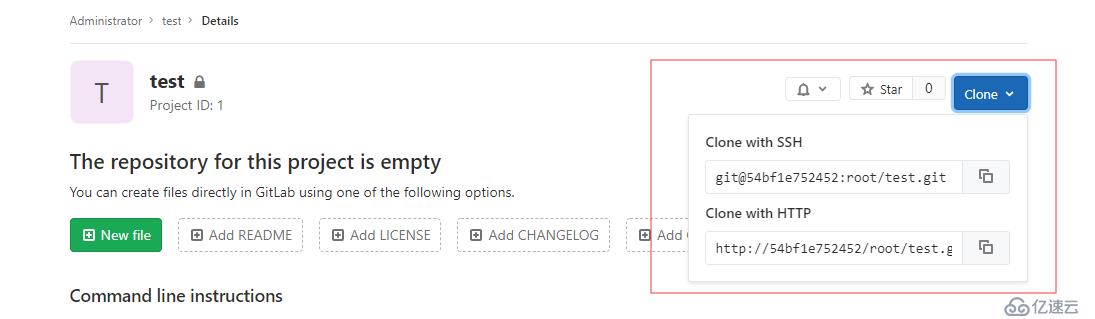 Administrator > test > Details
T
test
Project ID: 1
Star 0
Clone
Clone with SSH
git@54bf1e752452:root/test.git
Clone with HTTP
http://54bf1e752452/root/test.g
The repository for this project is empty
You can create files directly in GitLab using one of the following options.
New file
Add README
Add LICENSE
Add CHANGELOG
Add
Command line instructions
亿速云